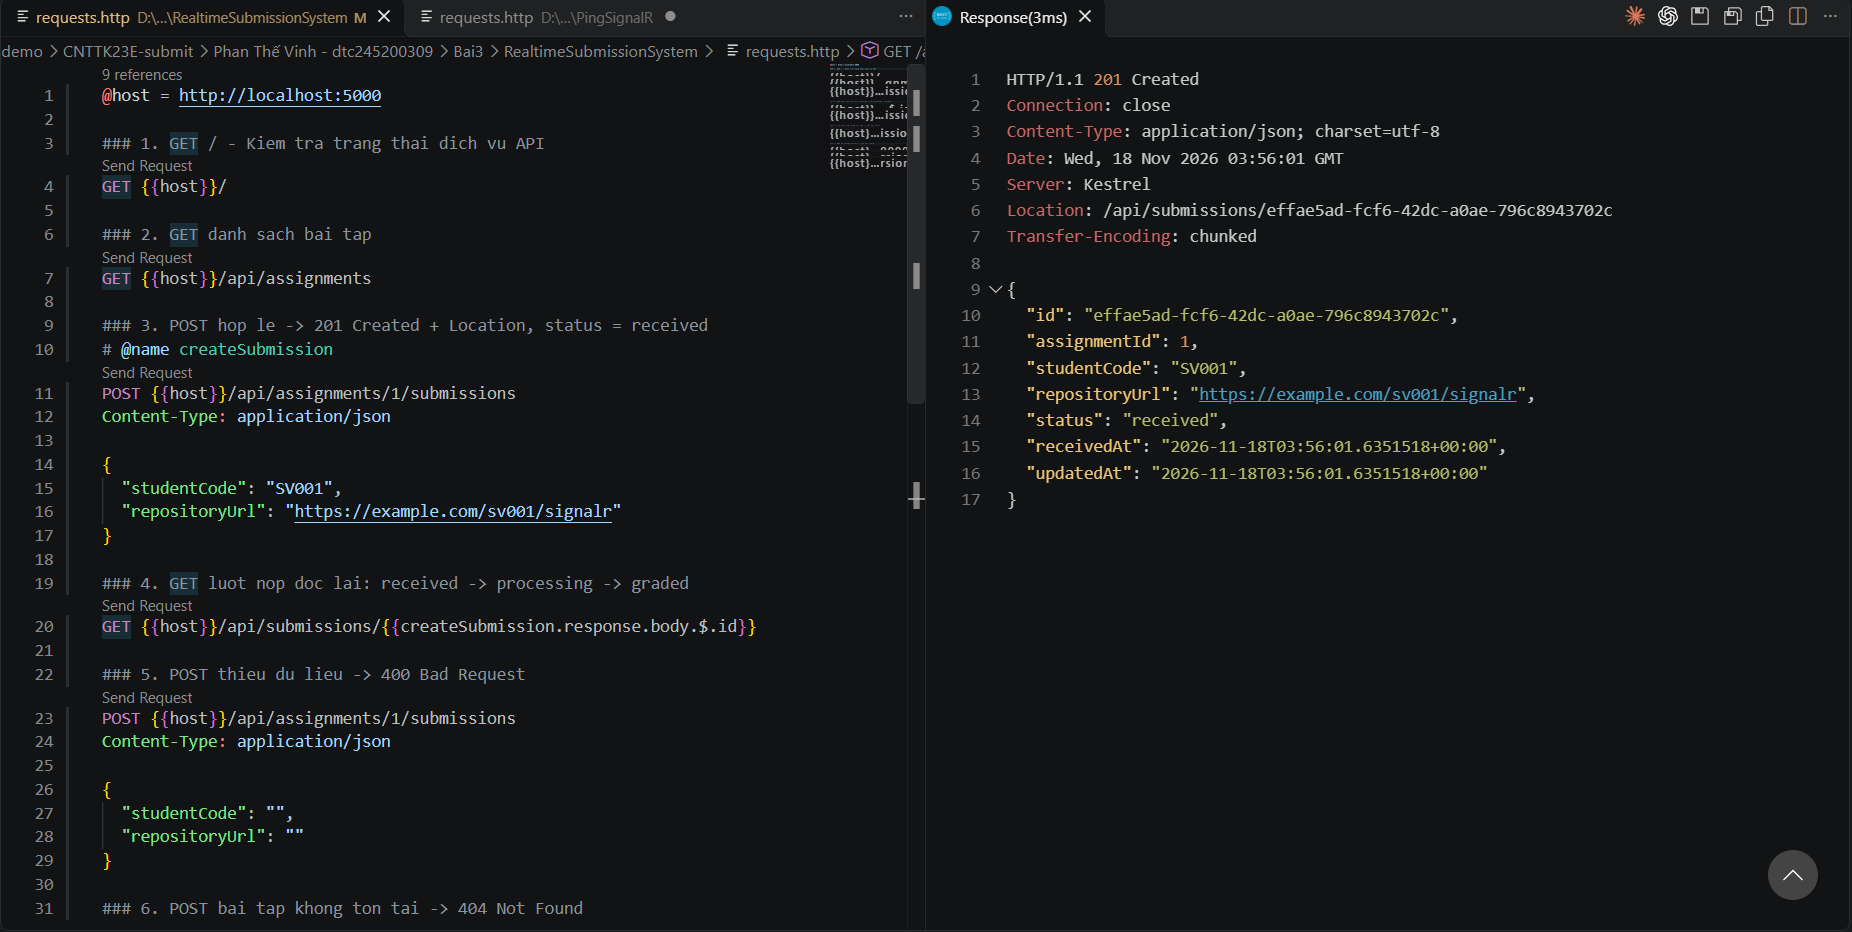 requests.http D:\...\RealtimeSubmissionSystem M
requests.http D:\...\PingSignalR
Response(3ms)
demo > CNTTK23E-submit > Phan Thế Vinh - dtc245200309 > Bai3 > RealtimeSubmissionSystem > requests.http > GET /
9 references
1 @host = http://localhost:5000
2
3 ### 1. GET / - Kiem tra trang thai dich vu API
Send Request
4 GET {{host}}/
5
6 ### 2. GET danh sach bai tap
Send Request
7 GET {{host}}/api/assignments
8
9 ### 3. POST hop le -> 201 Created + Location, status = received
10 # @name createSubmission
Send Request
11 POST {{host}}/api/assignments/1/submissions
12 Content-Type: application/json
13
14 {
15 "studentCode": "SV001",
16 "repositoryUrl": "https://example.com/sv001/signalr"
17 }
18
19 ### 4. GET luot nop doc lai: received -> processing -> graded
Send Request
20 GET {{host}}/api/submissions/{{createSubmission.response.body.$.id}}
21
22 ### 5. POST thieu du lieu -> 400 Bad Request
Send Request
23 POST {{host}}/api/assignments/1/submissions
24 Content-Type: application/json
25
26 {
27 "studentCode": "",
28 "repositoryUrl": ""
29 }
30
31 ### 6. POST bai tap khong ton tai -> 404 Not Found
1 HTTP/1.1 201 Created
2 Connection: close
3 Content-Type: application/json; charset=utf-8
4 Date: Wed, 18 Nov 2026 03:56:01 GMT
5 Server: Kestrel
6 Location: /api/submissions/effae5ad-fcf6-42dc-a0ae-796c8943702c
7 Transfer-Encoding: chunked
8
9 {
10 "id": "effae5ad-fcf6-42dc-a0ae-796c8943702c",
11 "assignmentId": 1,
12 "studentCode": "SV001",
13 "repositoryUrl": "https://example.com/sv001/signalr",
14 "status": "received",
15 "receivedAt": "2026-11-18T03:56:01.6351518+00:00",
16 "updatedAt": "2026-11-18T03:56:01.6351518+00:00"
17 }